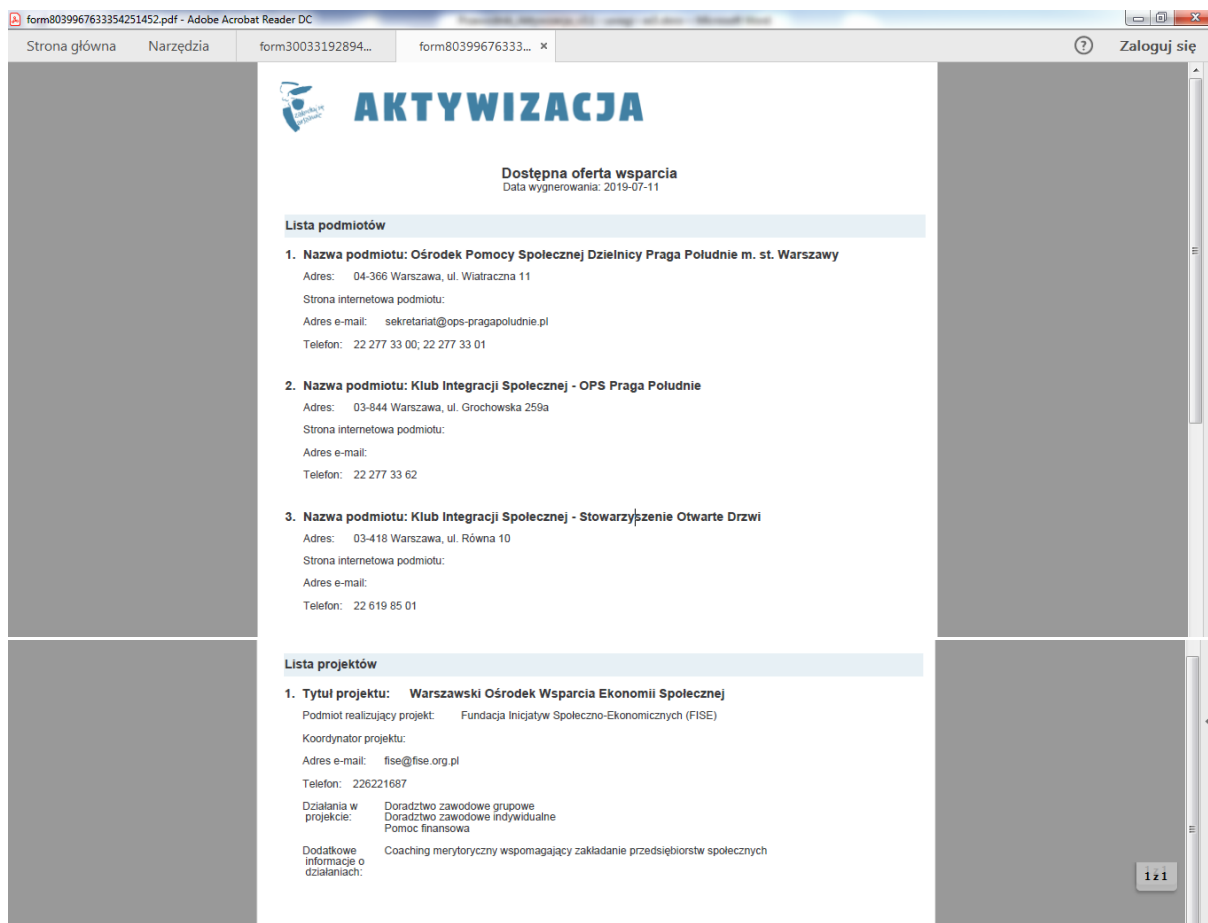 form8039967633354251452.pdf - Adobe Acrobat Reader DC
Strona główna Narzędzia form30033192894... form80399676333... × ? Zaloguj się
AKTYWIZACJA
Dostępna oferta wsparcia
Data wygnerowania: 2019-07-11
Lista podmiotów
1. Nazwa podmiotu: Ośrodek Pomocy Społecznej Dzielnicy Praga Południe m. st. Warszawy
Adres: 04-366 Warszawa, ul. Wiatraczna 11
Strona internetowa podmiotu:
Adres e-mail: sekretariat@ops-pragapoludnie.pl
Telefon: 22 277 33 00; 22 277 33 01
2. Nazwa podmiotu: Klub Integracji Społecznej - OPS Praga Południe
Adres: 03-844 Warszawa, ul. Grochowska 259a
Strona internetowa podmiotu:
Adres e-mail:
Telefon: 22 277 33 62
3. Nazwa podmiotu: Klub Integracji Społecznej - Stowarzyszenie Otwarte Drzwi
Adres: 03-418 Warszawa, ul. Równa 10
Strona internetowa podmiotu:
Adres e-mail:
Telefon: 22 619 85 01
Lista projektów
1. Tytuł projektu: Warszawski Ośrodek Wsparcia Ekonomii Społecznej
Podmiot realizujący projekt: Fundacja Inicjatyw Społeczno-Ekonomicznych (FISE)
Koordynator projektu:
Adres e-mail: fise@fise.org.pl
Telefon: 226221687
Działania w projekcie: Doradztwo zawodowe grupowe
Doradztwo zawodowe indywidualne
Pomoc finansowa
Dodatkowe informacje o działaniach: Coaching merytoryczny wspomagający zakładanie przedsiębiorstw społecznych
1 z 1